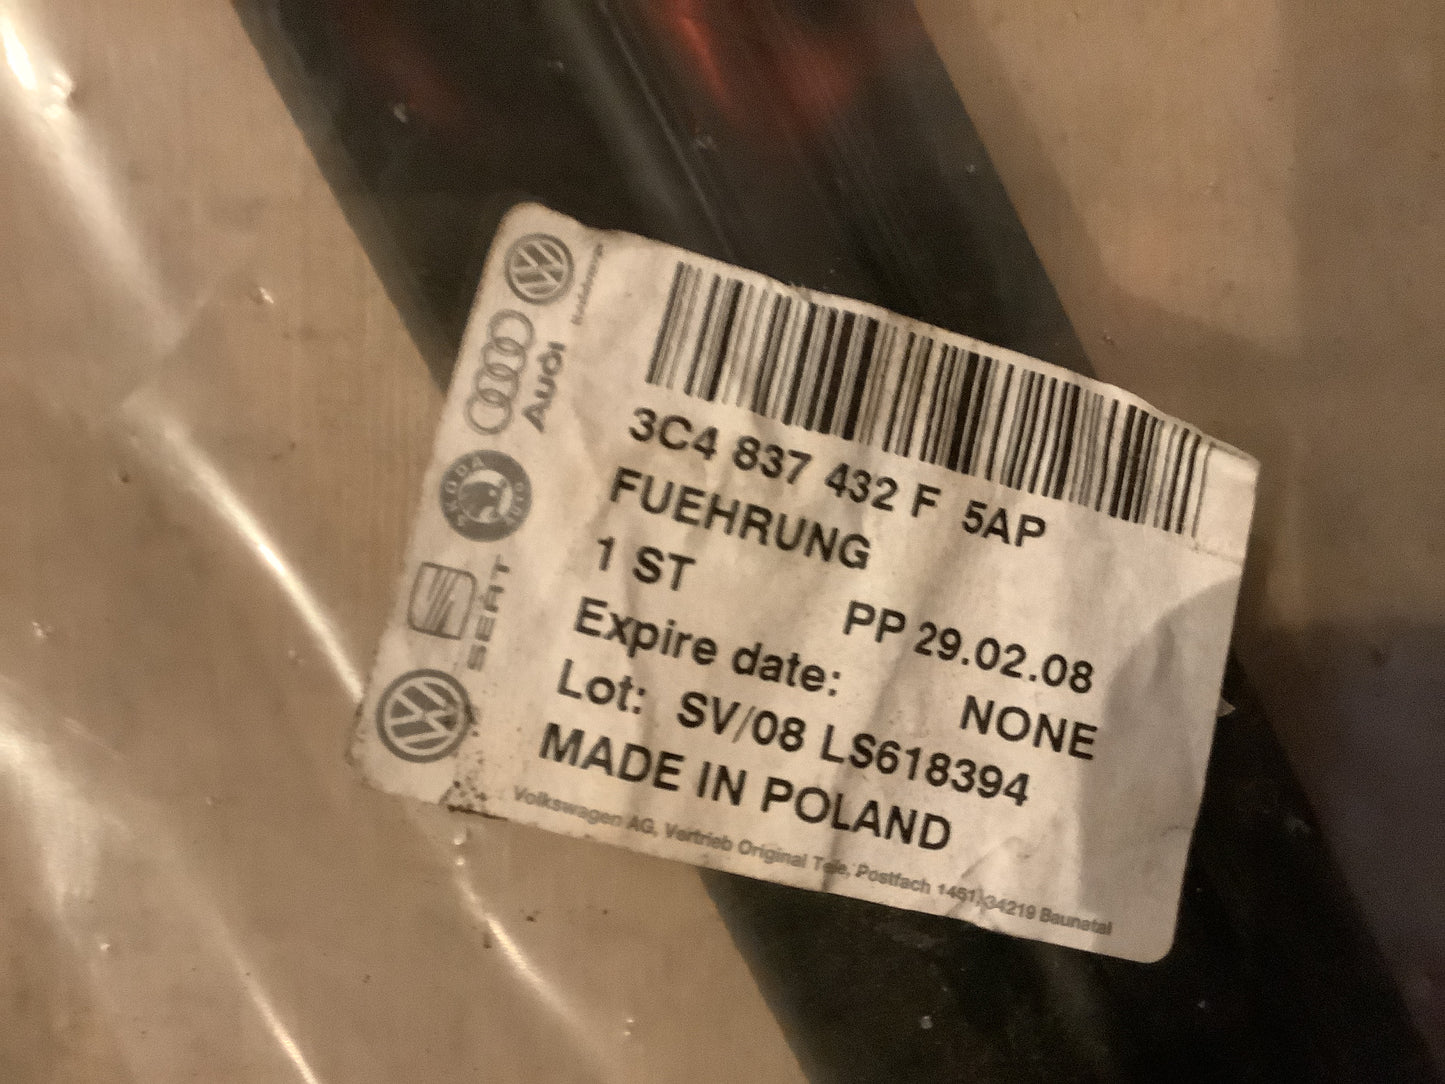 Audi
SKODA
SEAT
3C4 837 432 F 5AP
FUEHRUNG
1 ST
PP 29.02.08
Expire date: NONE
Lot: SV/08 LS618394
MADE IN POLAND
Volkswagen AG, Vertrieb Original Teile, Postfach 1451, 34219 Baunatal